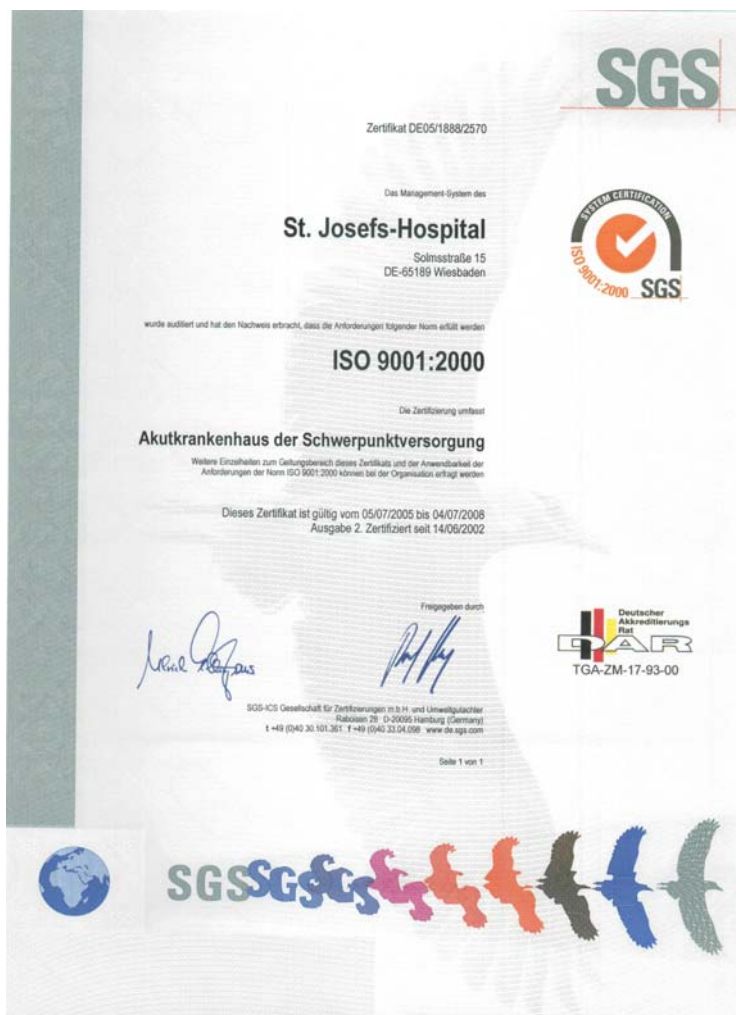 SGS
Zertifikat DE05/1888/2570
Das Management-System des
St. Josefs-Hospital
Solmsstraße 15
DE-65189 Wiesbaden
SYSTEM CERTIFICATION
ISO 9001:2000
SGS
wurde auditiert und hat den Nachweis erbracht, dass die Anforderungen folgender Norm erfüllt werden
ISO 9001:2000
Die Zertifizierung umfasst
Akutkrankenhaus der Schwerpunktversorgung
Weitere Einzelheiten zum Geltungsbereich dieses Zertifikats und der Anwendbarkeit der
Anforderungen der Norm ISO 9001:2000 können bei der Organisation erfragt werden
Dieses Zertifikat ist gültig vom 05/07/2005 bis 04/07/2008
Ausgabe 2. Zertifiziert seit 14/06/2002
Freigegeben durch
Deutscher
Akkreditierungs
Rat
DAR
TGA-ZM-17-93-00
SGS-ICS Gesellschaft für Zertifizierungen m.b.H. und Umweltgutachter
Raboisen 28 D-20095 Hamburg (Germany)
t +49 (0)40 30.101.361 f +49 (0)40 33.04.098 www.de.sgs.com
Seite 1 von 1
SGSSGSSGS